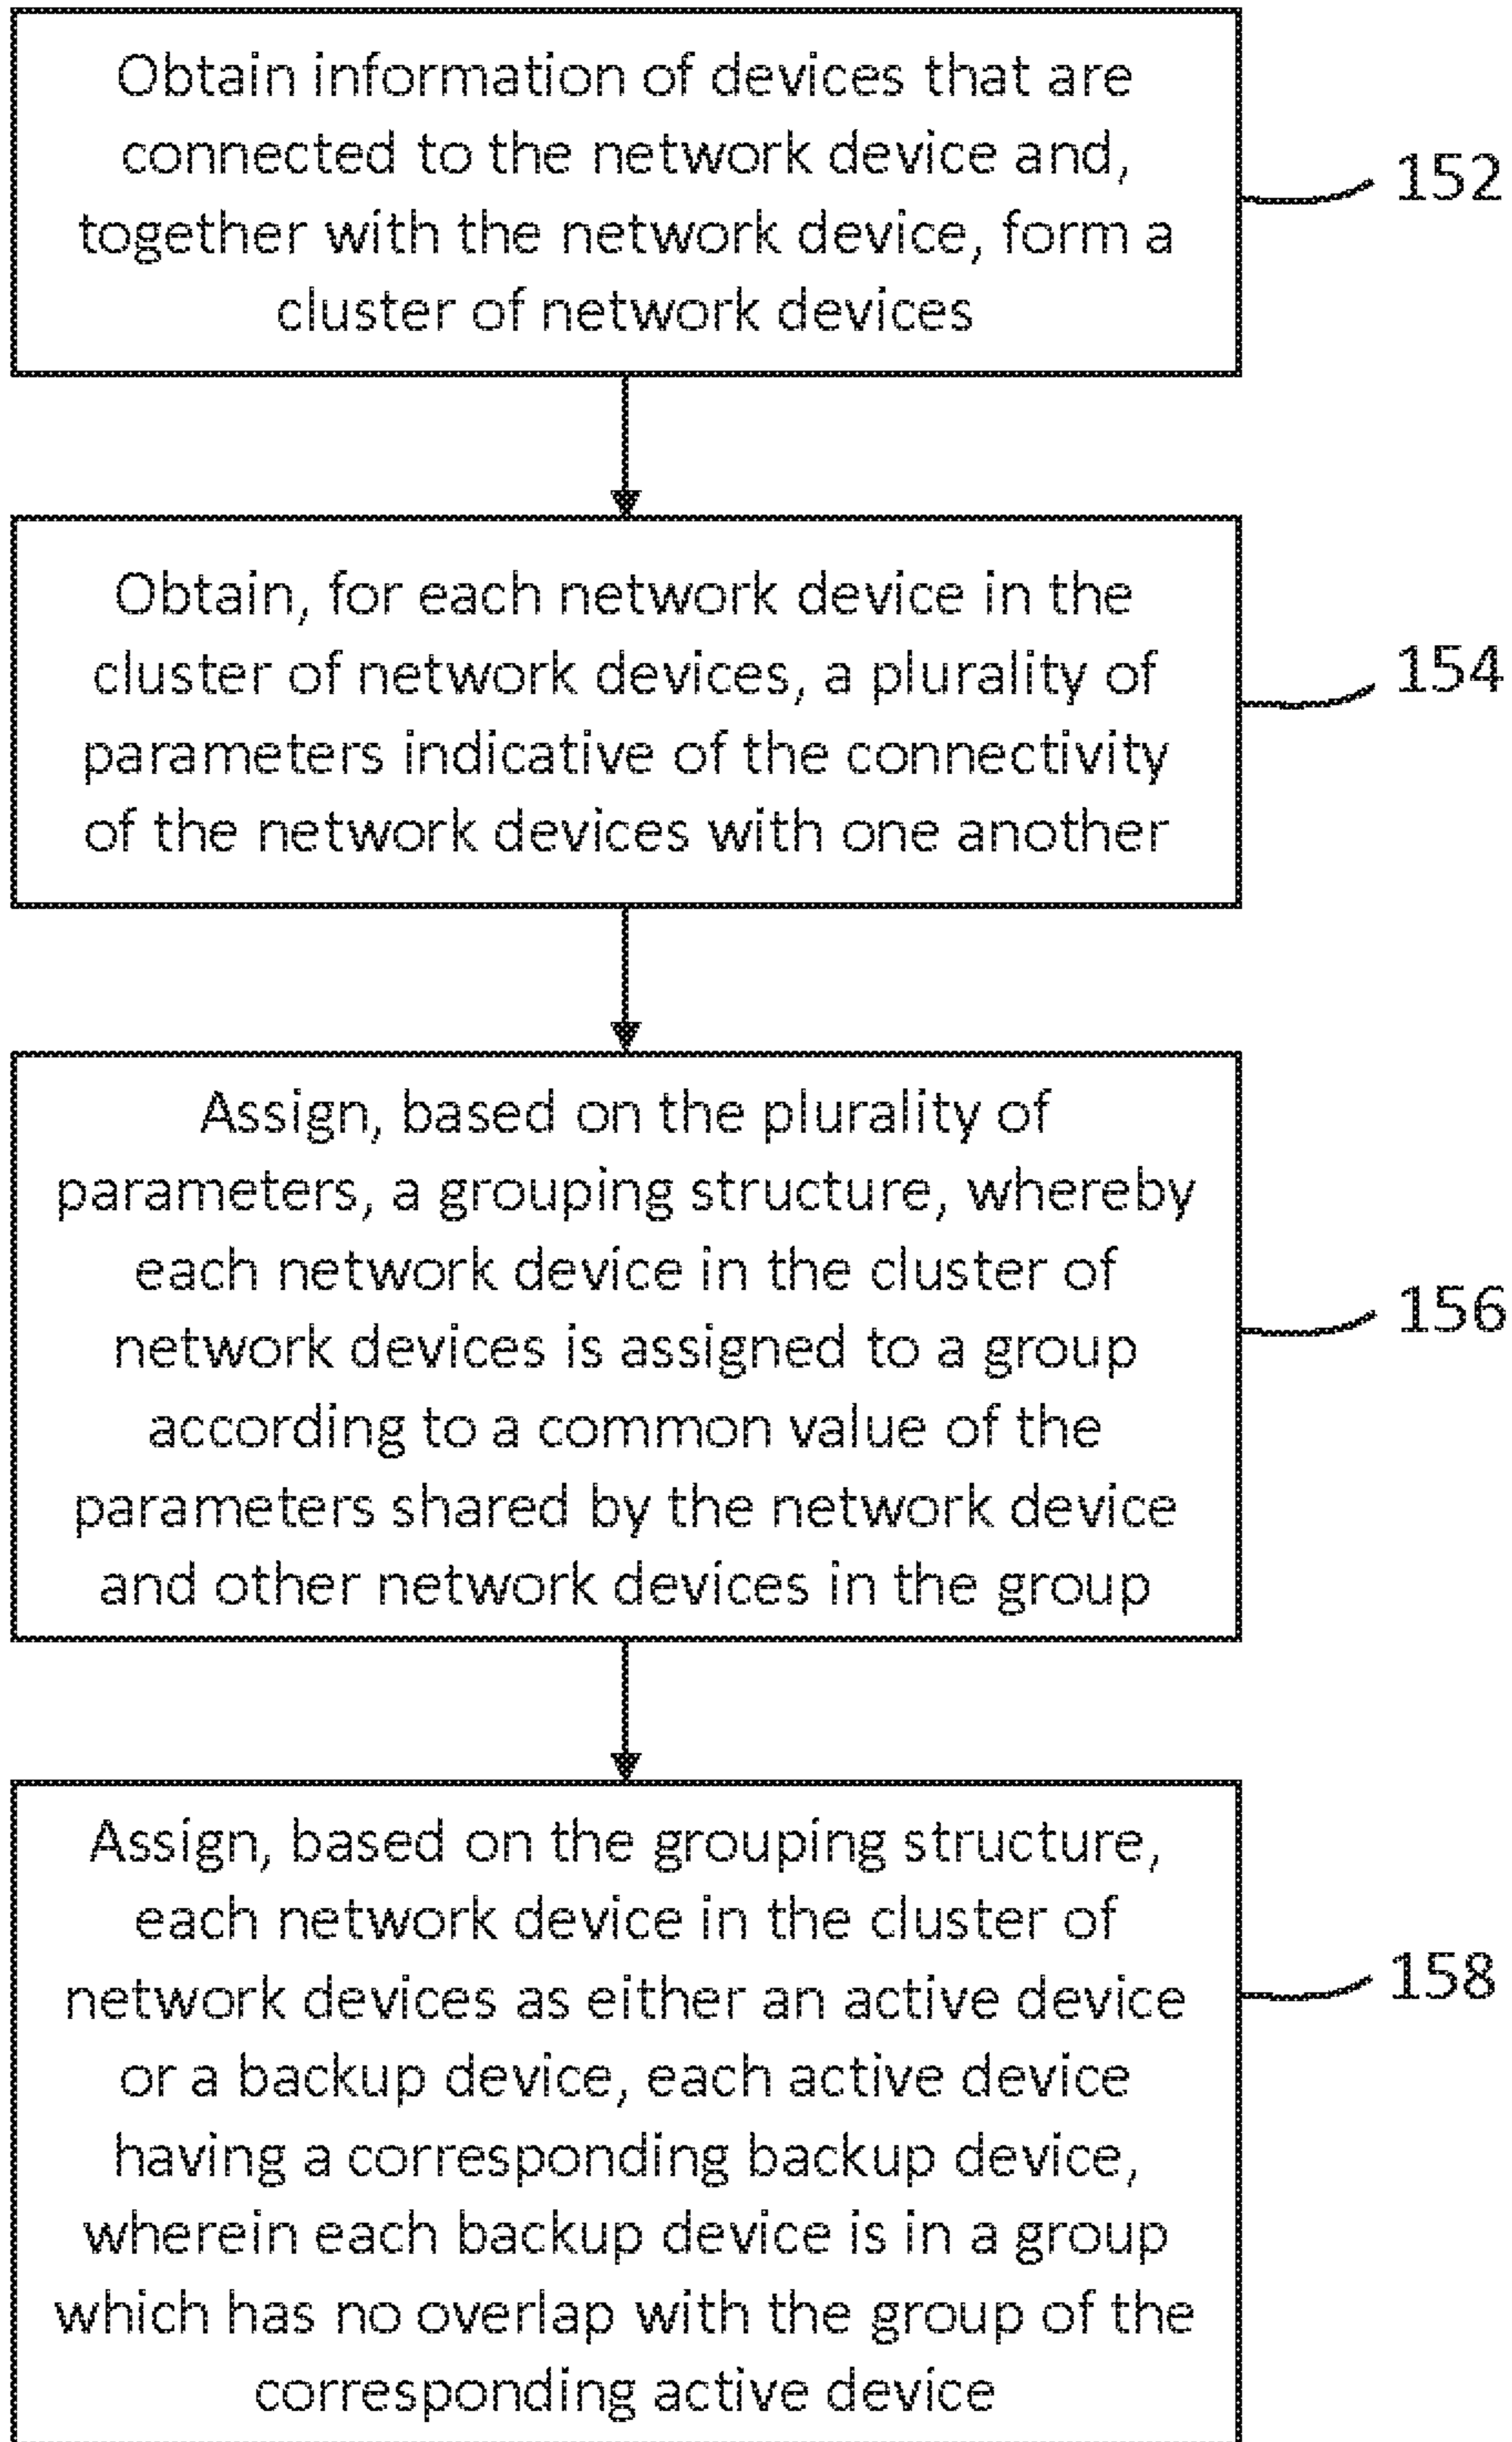 Obtain information of devices that are
connected to the network device and,
together with the network device, form a
cluster of network devices
152
Obtain, for each network device in the
cluster of network devices, a plurality of
parameters indicative of the connectivity
of the network devices with one another
154
Assign, based on the plurality of
parameters, a grouping structure, whereby
each network device in the cluster of
network devices is assigned to a group
according to a common value of the
parameters shared by the network device
and other network devices in the group
156
Assign, based on the grouping structure,
each network device in the cluster of
network devices as either an active device
or a backup device, each active device
having a corresponding backup device,
wherein each backup device is in a group
which has no overlap with the group of the
corresponding active device
158